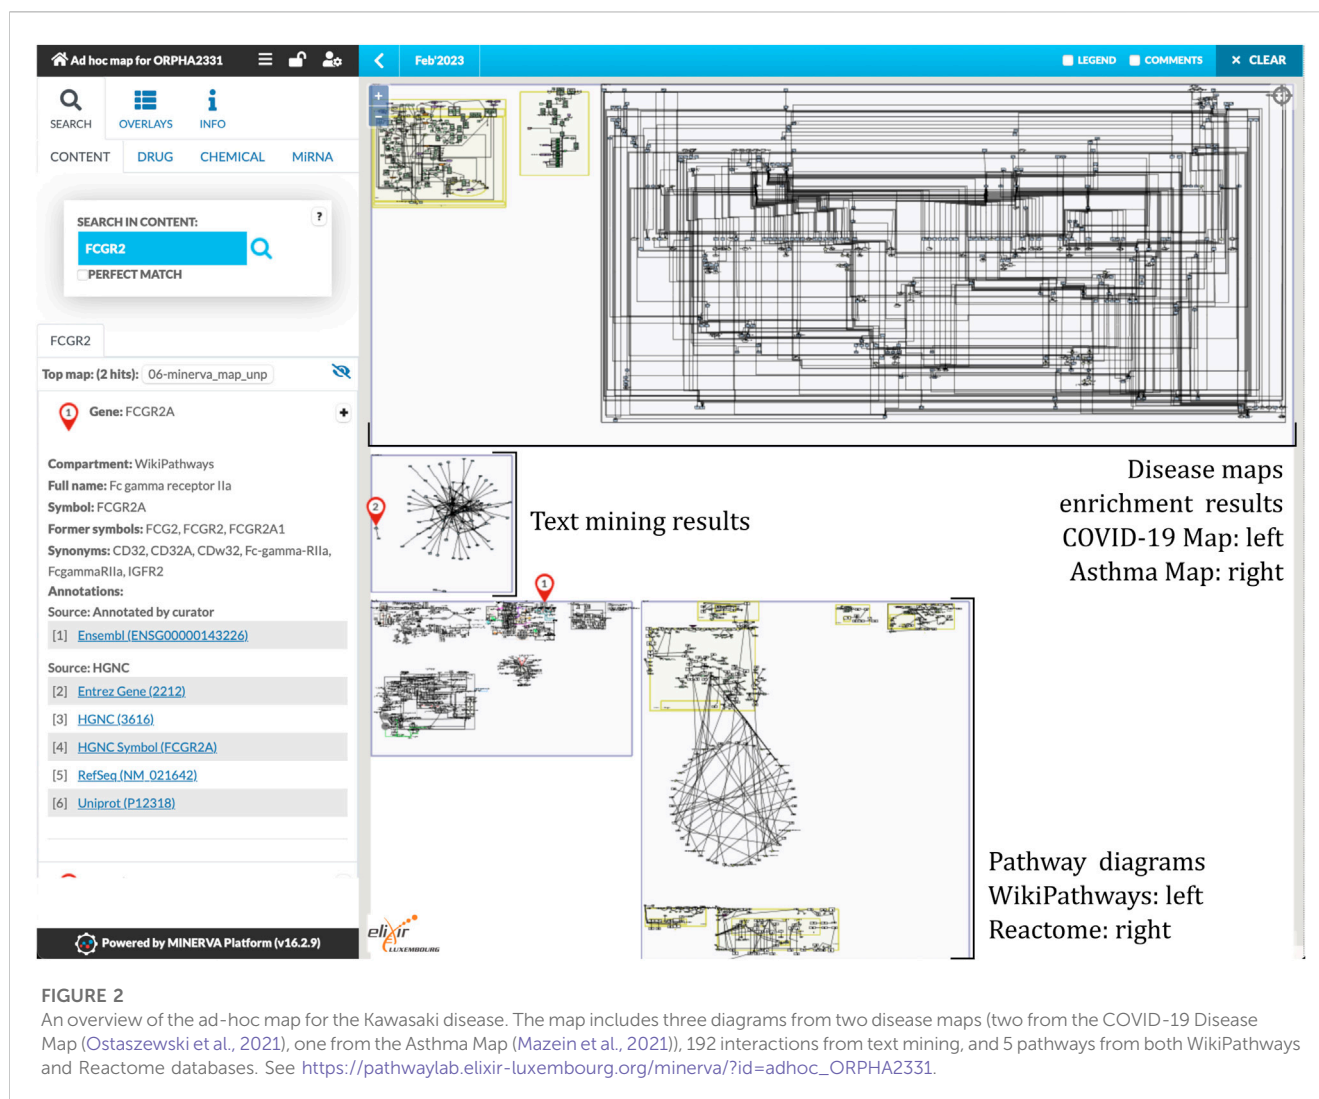 Ad hoc map for ORPHA2331
Feb'2023
LEGEND
COMMENTS
× CLEAR
SEARCH
OVERLAYS
INFO
CONTENT
DRUG
CHEMICAL
MiRNA
SEARCH IN CONTENT:
?
FCGR2
PERFECT MATCH
FCGR2
Top map: (2 hits): 06-minerva_map_unp
1 Gene: FCGR2A
Compartment: WikiPathways
Full name: Fc gamma receptor IIa
Symbol: FCGR2A
Former symbols: FCG2, FCGR2, FCGR2A1
Synonyms: CD32, CD32A, CDw32, Fc-gamma-RIIa,
FcgammaRIIa, IGFR2
Annotations:
Source: Annotated by curator
[1] Ensembl (ENSG00000143226)
Source: HGNC
[2] Entrez Gene (2212)
[3] HGNC (3616)
[4] HGNC Symbol (FCGR2A)
[5] RefSeq (NM_021642)
[6] Uniprot (P12318)
Powered by MINERVA Platform (v16.2.9)
Disease maps
enrichment results
COVID-19 Map: left
Asthma Map: right
2
Text mining results
1
Pathway diagrams
WikiPathways: left
Reactome: right
elixir
LUXEMBOURG
FIGURE 2
An overview of the ad-hoc map for the Kawasaki disease. The map includes three diagrams from two disease maps (two from the COVID-19 Disease
Map (Ostaszewski et al., 2021), one from the Asthma Map (Mazein et al., 2021)), 192 interactions from text mining, and 5 pathways from both WikiPathways
and Reactome databases. See https://pathwaylab.elixir-luxembourg.org/minerva/?id=adhoc_ORPHA2331.